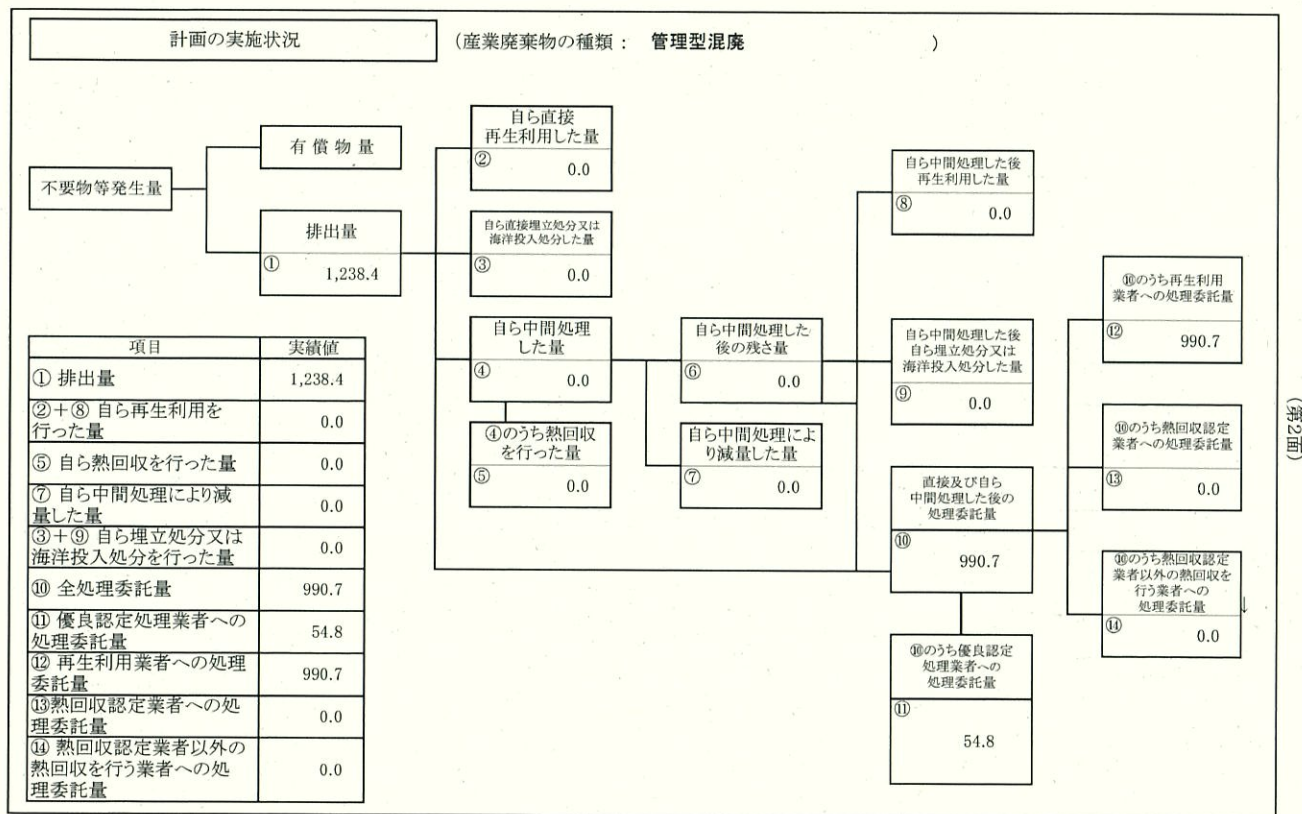 計画の実施状況
(産業廃棄物の種類： 管理型混廃 )
不要物等発生量
有償物量
排出量
①
1,238.4
自ら直接
再生利用した量
②
0.0
自ら直接埋立処分又は
海洋投入処分した量
③
0.0
自ら中間処理
した量
④
0.0
④のうち熱回収
を行った量
⑤
0.0
自ら中間処理した
後の残さ量
⑥
0.0
自ら中間処理によ
り減量した量
⑦
0.0
自ら中間処理した後
再生利用した量
⑧
0.0
自ら中間処理した後
自ら埋立処分又は
海洋投入処分した量
⑨
0.0
直接及び自ら
中間処理した後の
処理委託量
⑩
990.7
⑩のうち優良認定
処理業者への
処理委託量
⑪
54.8
⑩のうち再生利用
業者への処理委託量
⑫
990.7
⑩のうち熱回収認定
業者への処理委託量
⑬
0.0
⑩のうち熱回収認定
業者以外の熱回収を
行う業者への
処理委託量
↓
⑭
0.0
項目 実績値
① 排出量 1,238.4
②＋⑧ 自ら再生利用を
行った量 0.0
⑤ 自ら熱回収を行った量 0.0
⑦ 自ら中間処理により減
量した量 0.0
③＋⑨ 自ら埋立処分又は
海洋投入処分を行った量 0.0
⑩ 全処理委託量 990.7
⑪ 優良認定処理業者への
処理委託量 54.8
⑫ 再生利用業者への処理
委託量 990.7
⑬熱回収認定業者への処
理委託量 0.0
⑭ 熱回収認定業者以外の
熱回収を行う業者への処
理委託量 0.0
(第2面)